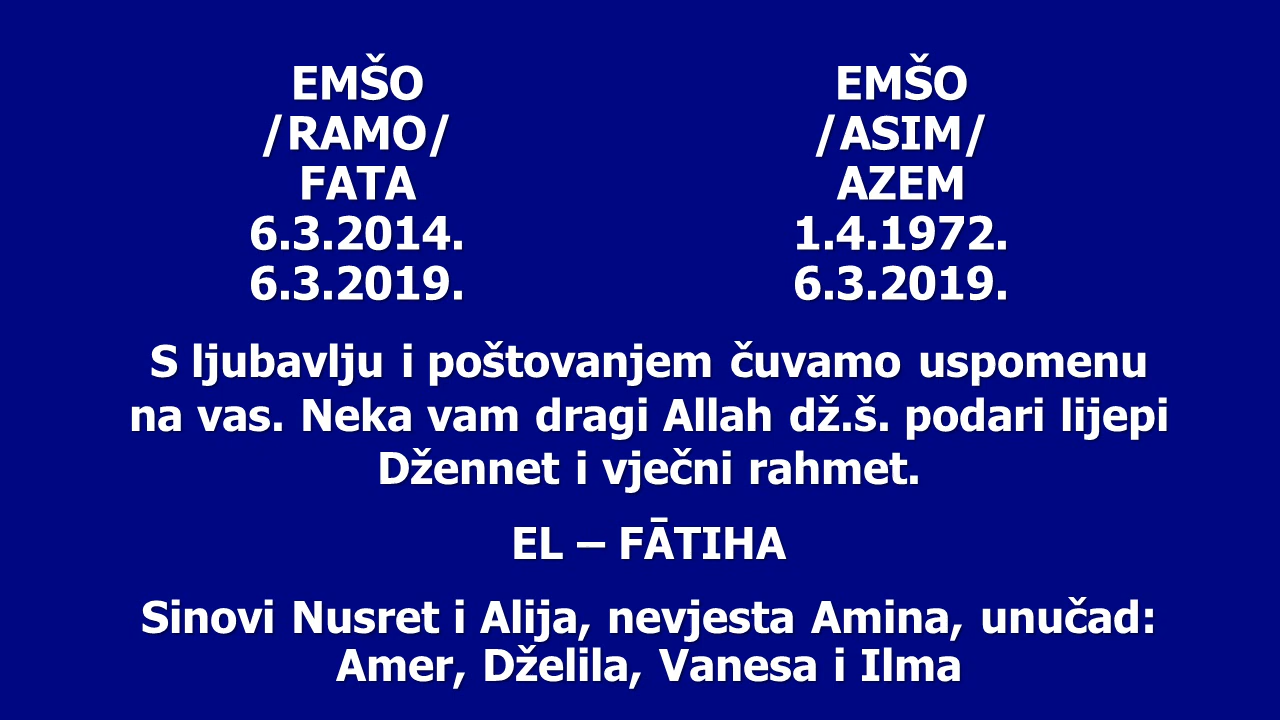 EMŠO
/RAMO/
FATA
6.3.2014.
6.3.2019.
EMŠO
/ASIM/
AZEM
1.4.1972.
6.3.2019.
S ljubavlju i poštovanjem čuvamo uspomenu
na vas. Neka vam dragi Allah dž.š. podari lijepi
Džennet i vječni rahmet.
EL – FĀTIHA
Sinovi Nusret i Alija, nevjesta Amina, unučad:
Amer, Dželila, Vanesa i Ilma